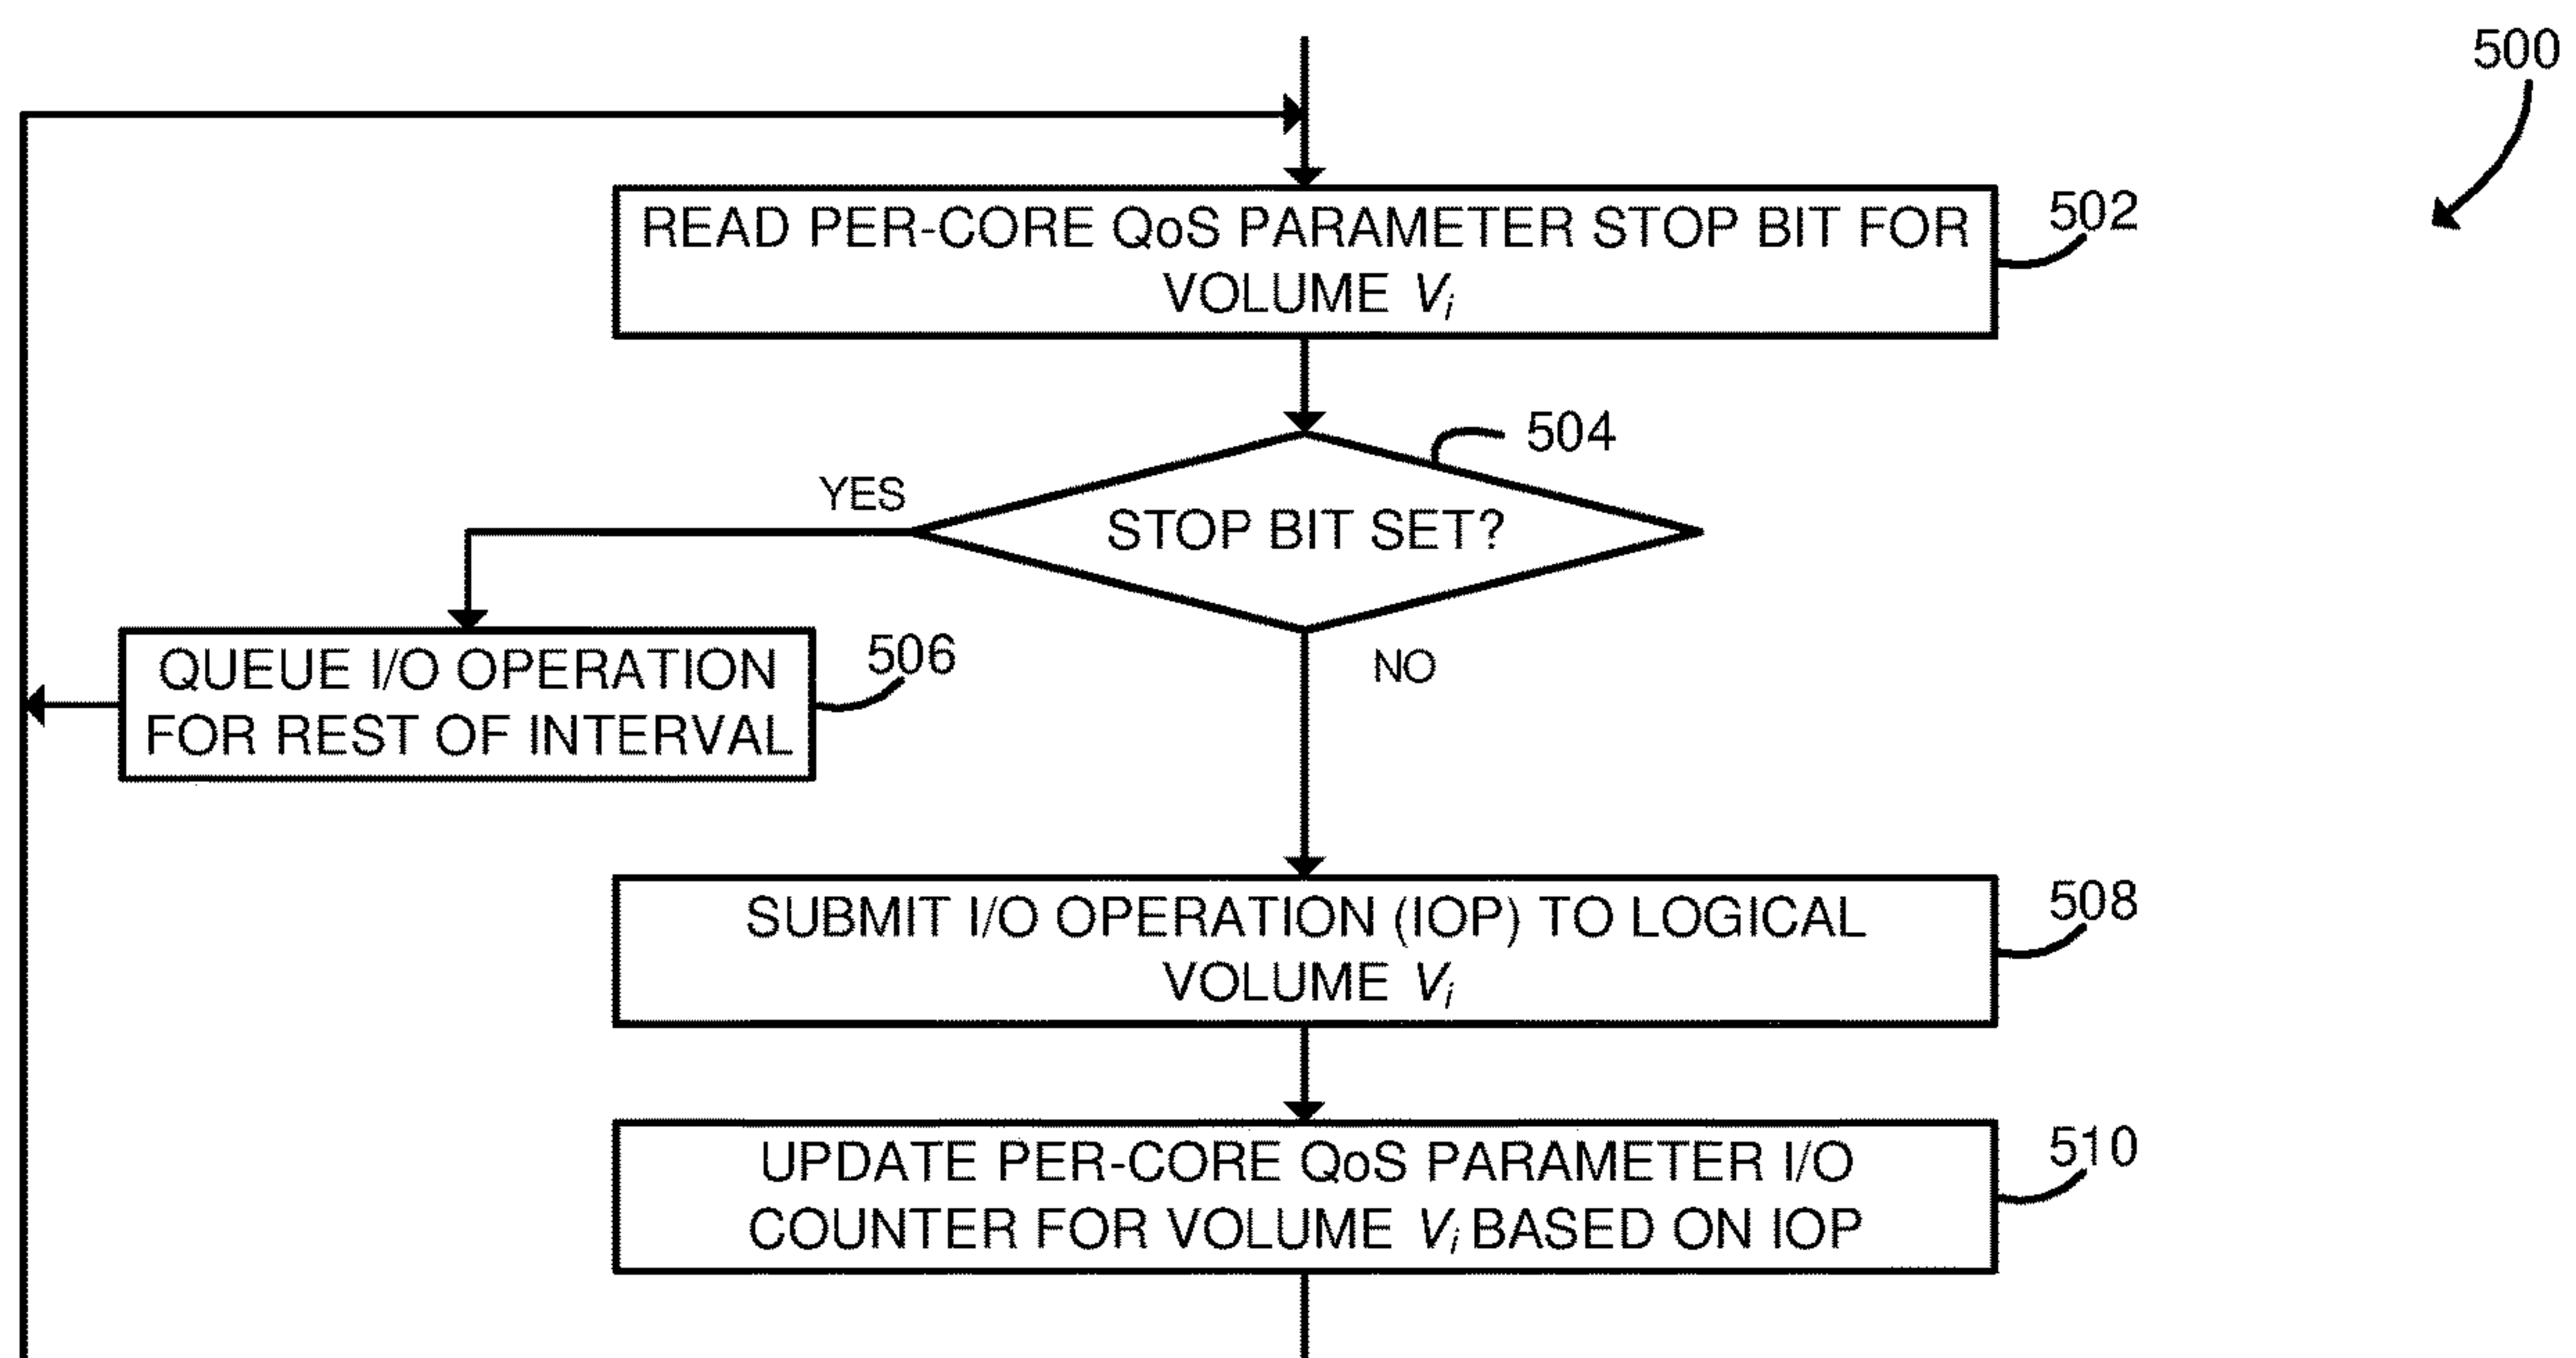 500
READ PER-CORE QoS PARAMETER STOP BIT FOR
VOLUME Vi
502
504
YES
STOP BIT SET?
NO
QUEUE I/O OPERATION
FOR REST OF INTERVAL
506
SUBMIT I/O OPERATION (IOP) TO LOGICAL
VOLUME Vi
508
UPDATE PER-CORE QoS PARAMETER I/O
COUNTER FOR VOLUME Vi BASED ON IOP
510